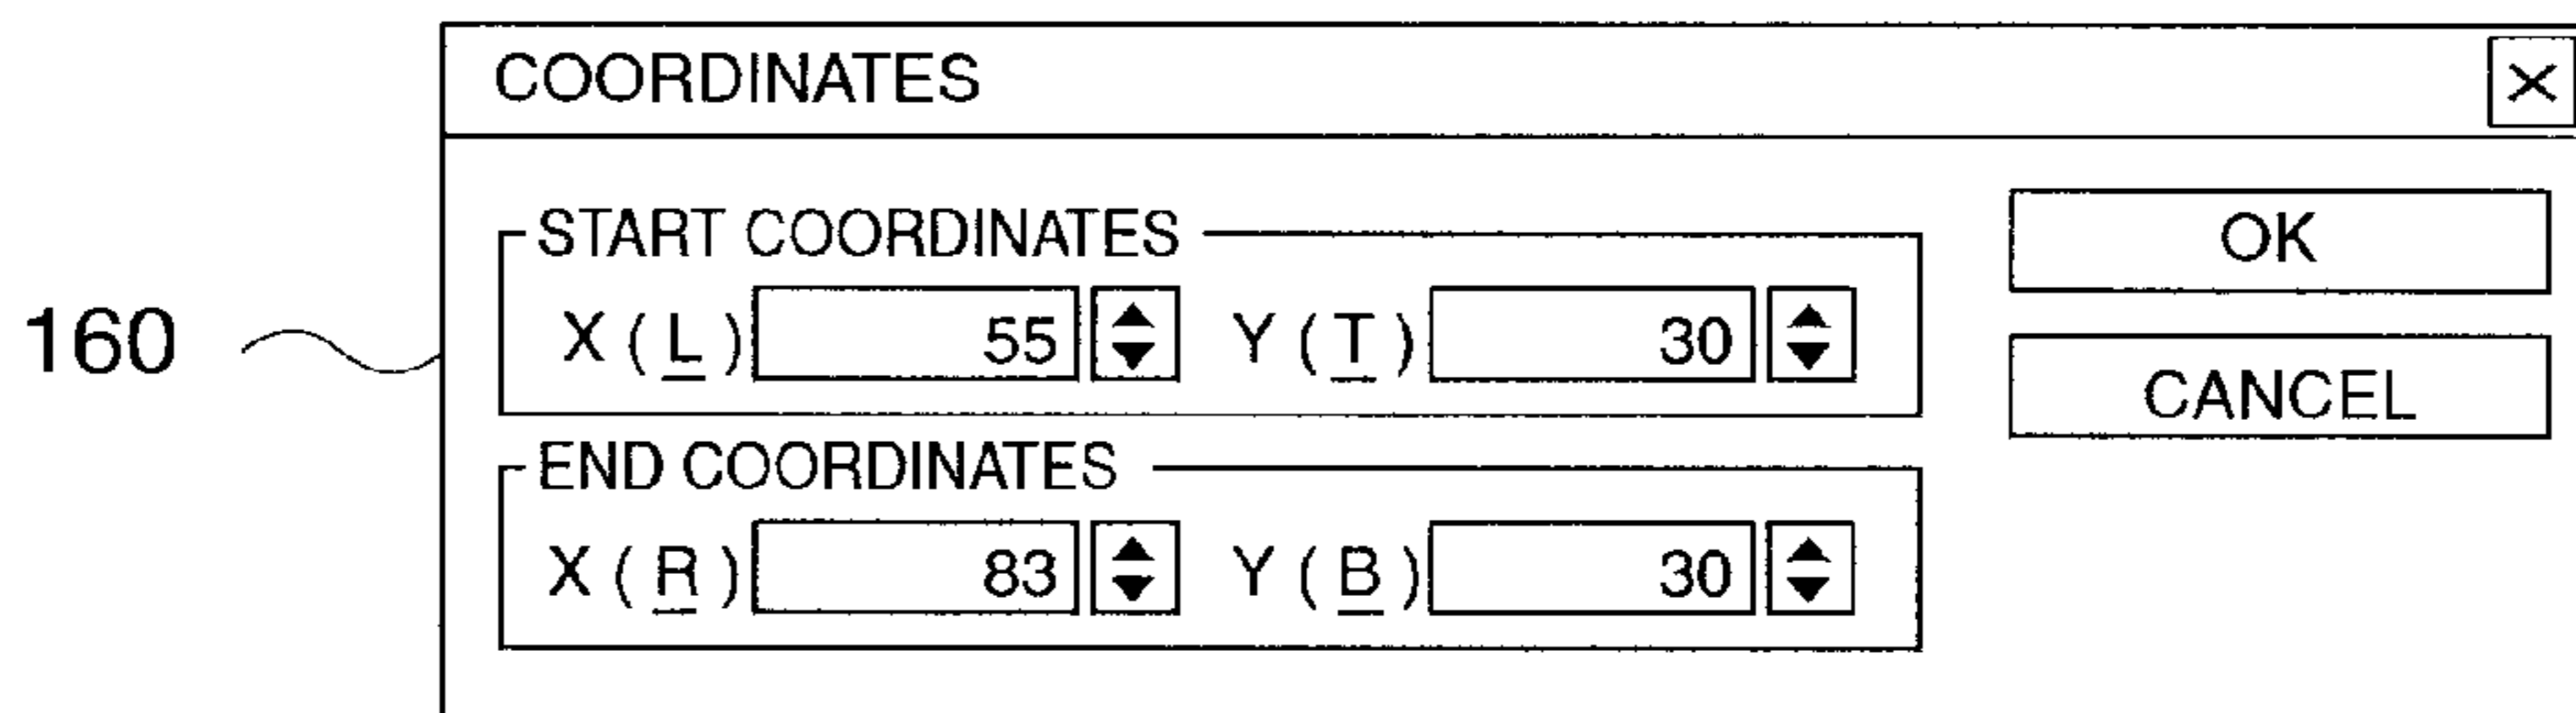 COORDINATES X
START COORDINATES
OK
160 X (L) 55 Y (T) 30
CANCEL
END COORDINATES
X (R) 83 Y (B) 30